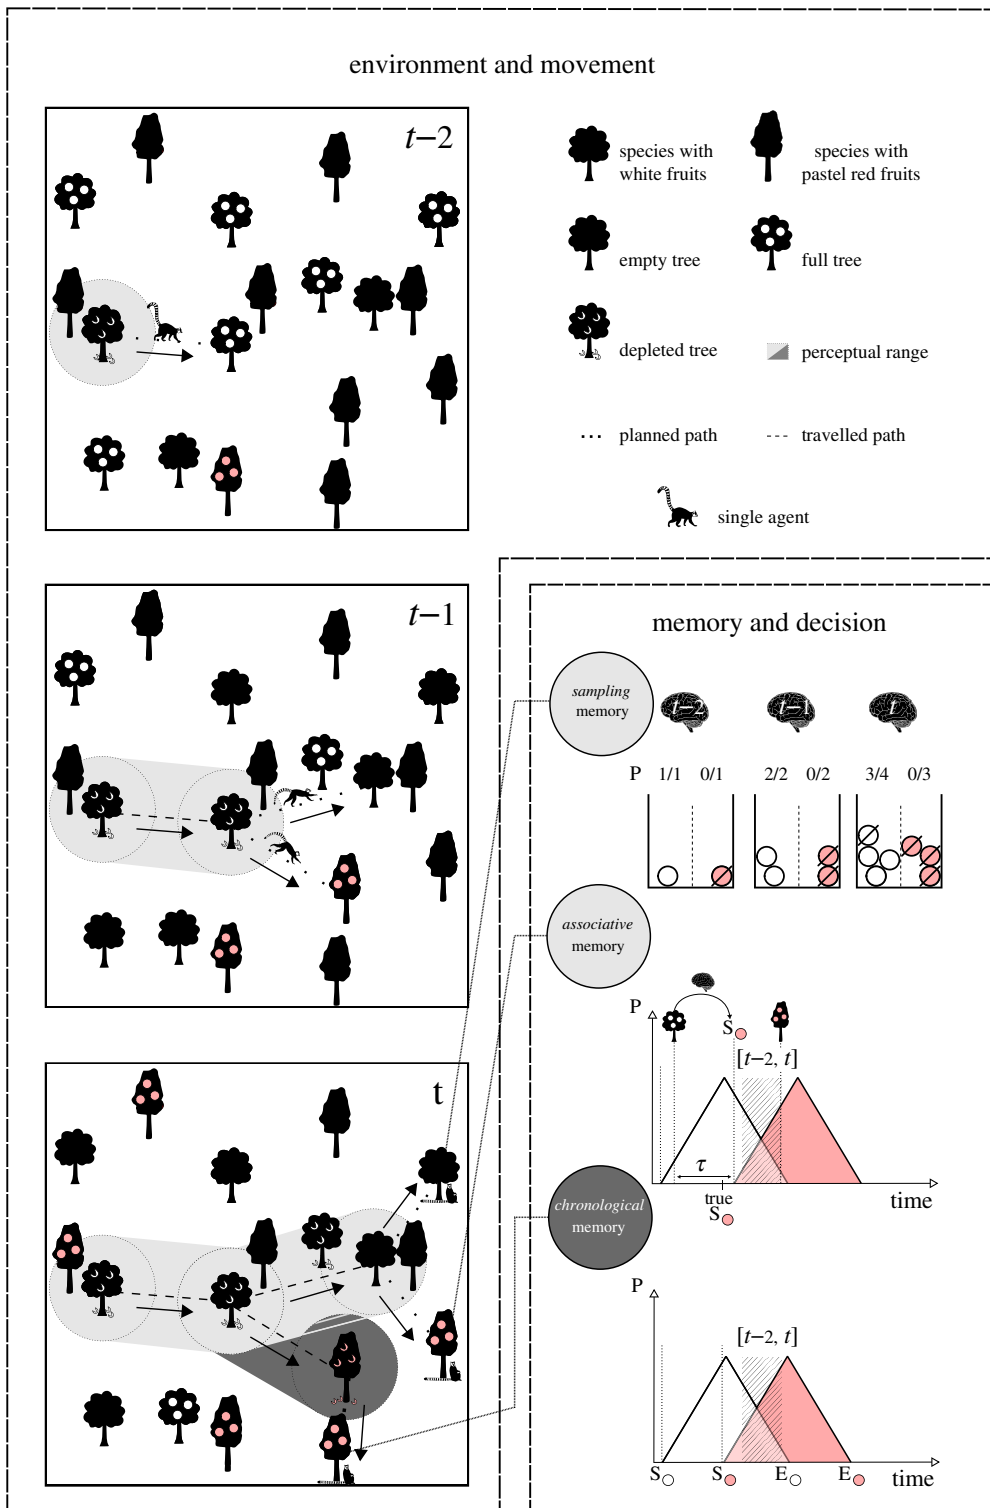 environment and movement
t−2
species with
white fruits
species with
pastel red fruits
empty tree
full tree
depleted tree
perceptual range
planned path
travelled path
single agent
t−1
memory and decision
sampling
memory
t−2
t−1
t
P 1/1 0/1 2/2 0/2 3/4 0/3
associative
memory
P
S
[t−2, t]
τ
true
S
time
t
chronological
memory
P
[t−2, t]
S S E E
time